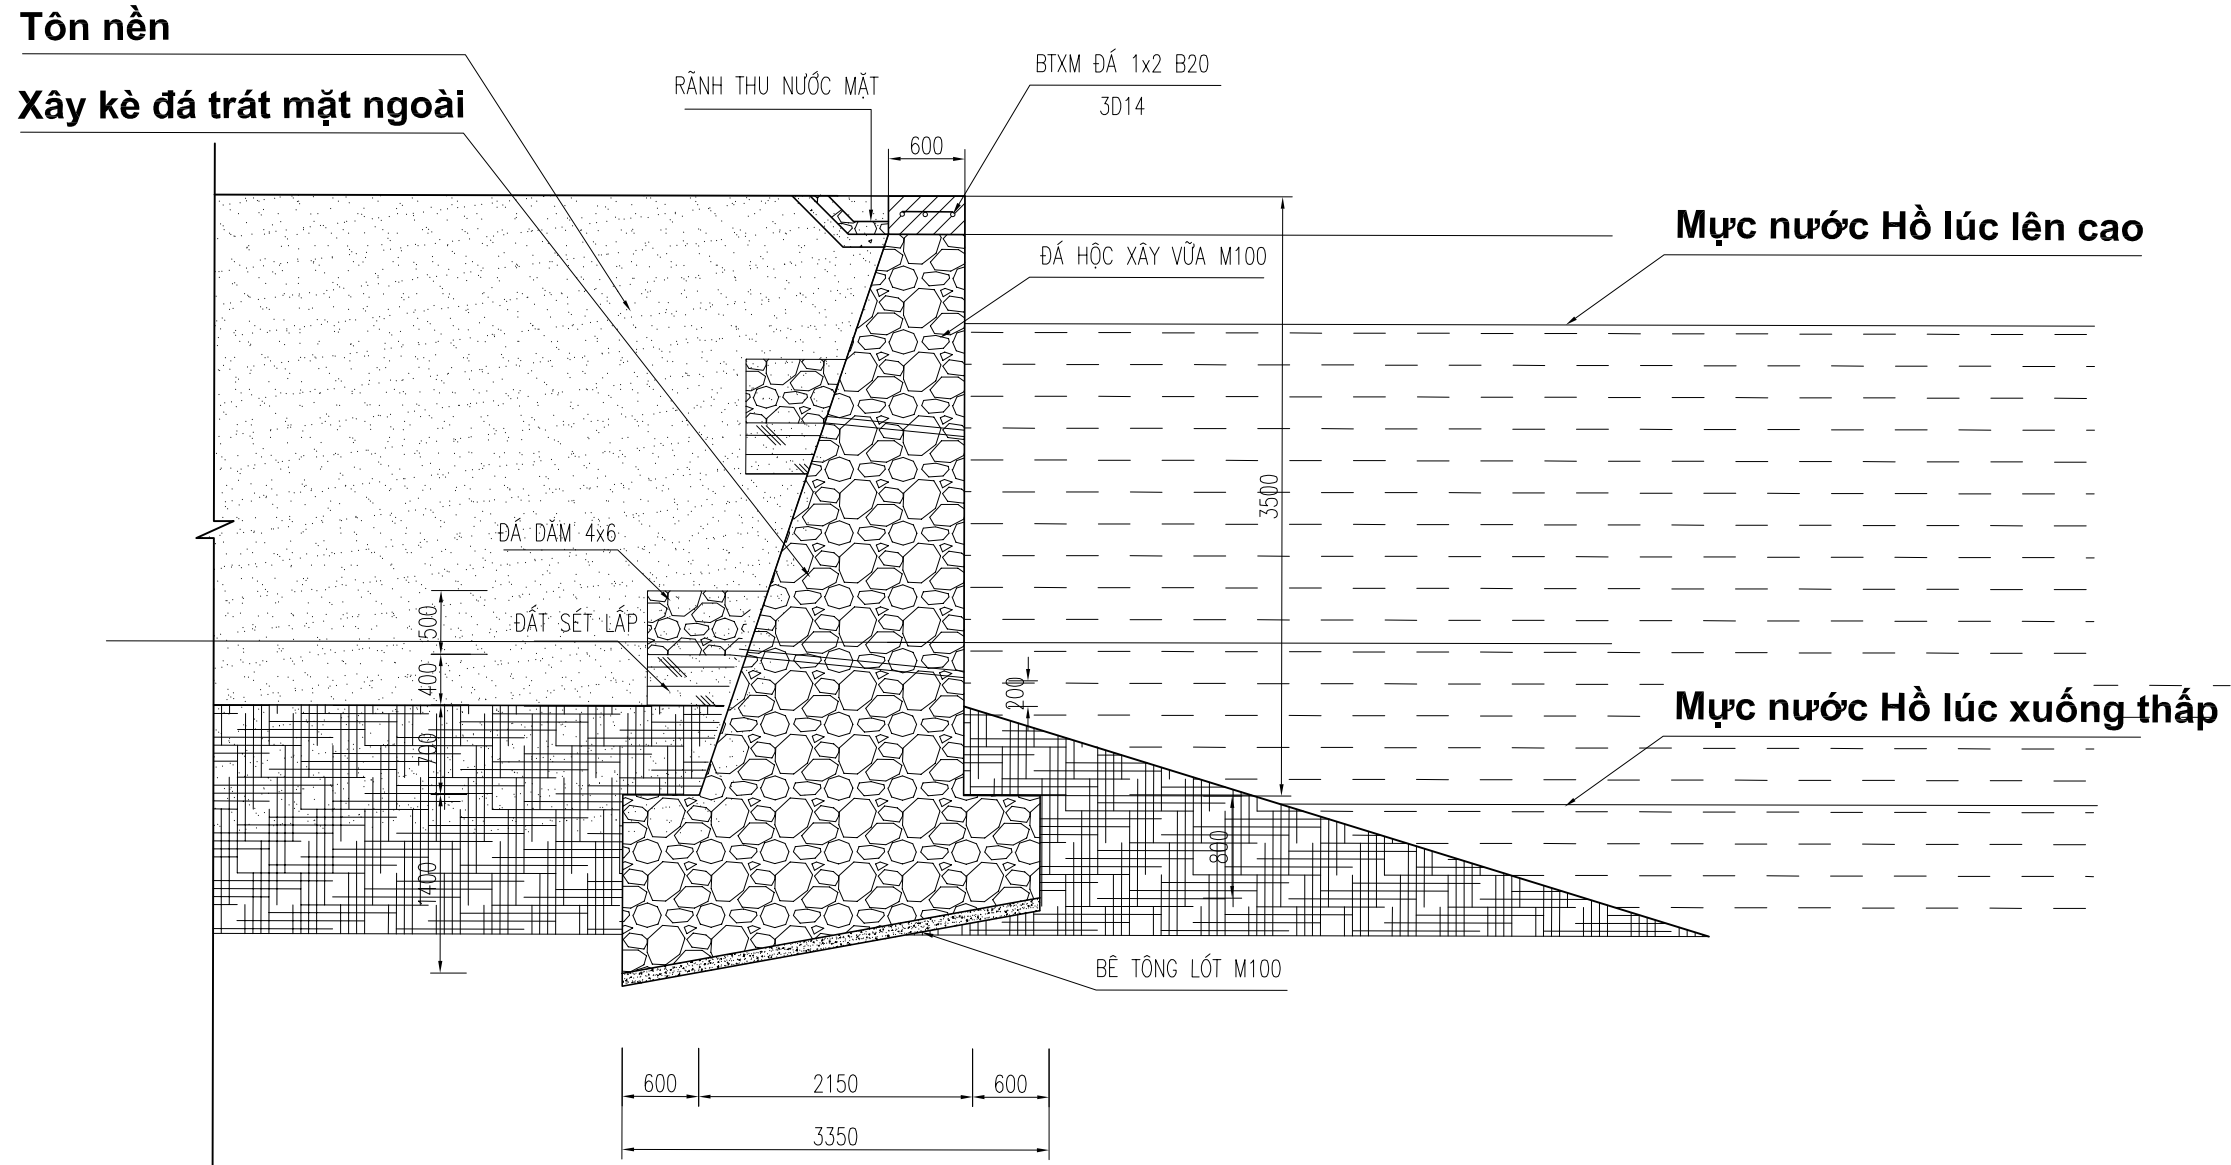 Tôn nền
Xây kè đá trát mặt ngoài
RÃNH THU NƯỚC MẶT
BTXM ĐÁ 1x2 B20
3D14
600
Mực nước Hồ lúc lên cao
ĐÁ HỘC XÂY VỮA M100
3500
ĐÁ DĂM 4x6
ĐẤT SÉT LẤP
500
400
200
700
Mực nước Hồ lúc xuống thấp
800
1400
BÊ TÔNG LÓT M100
600
2150
600
3350